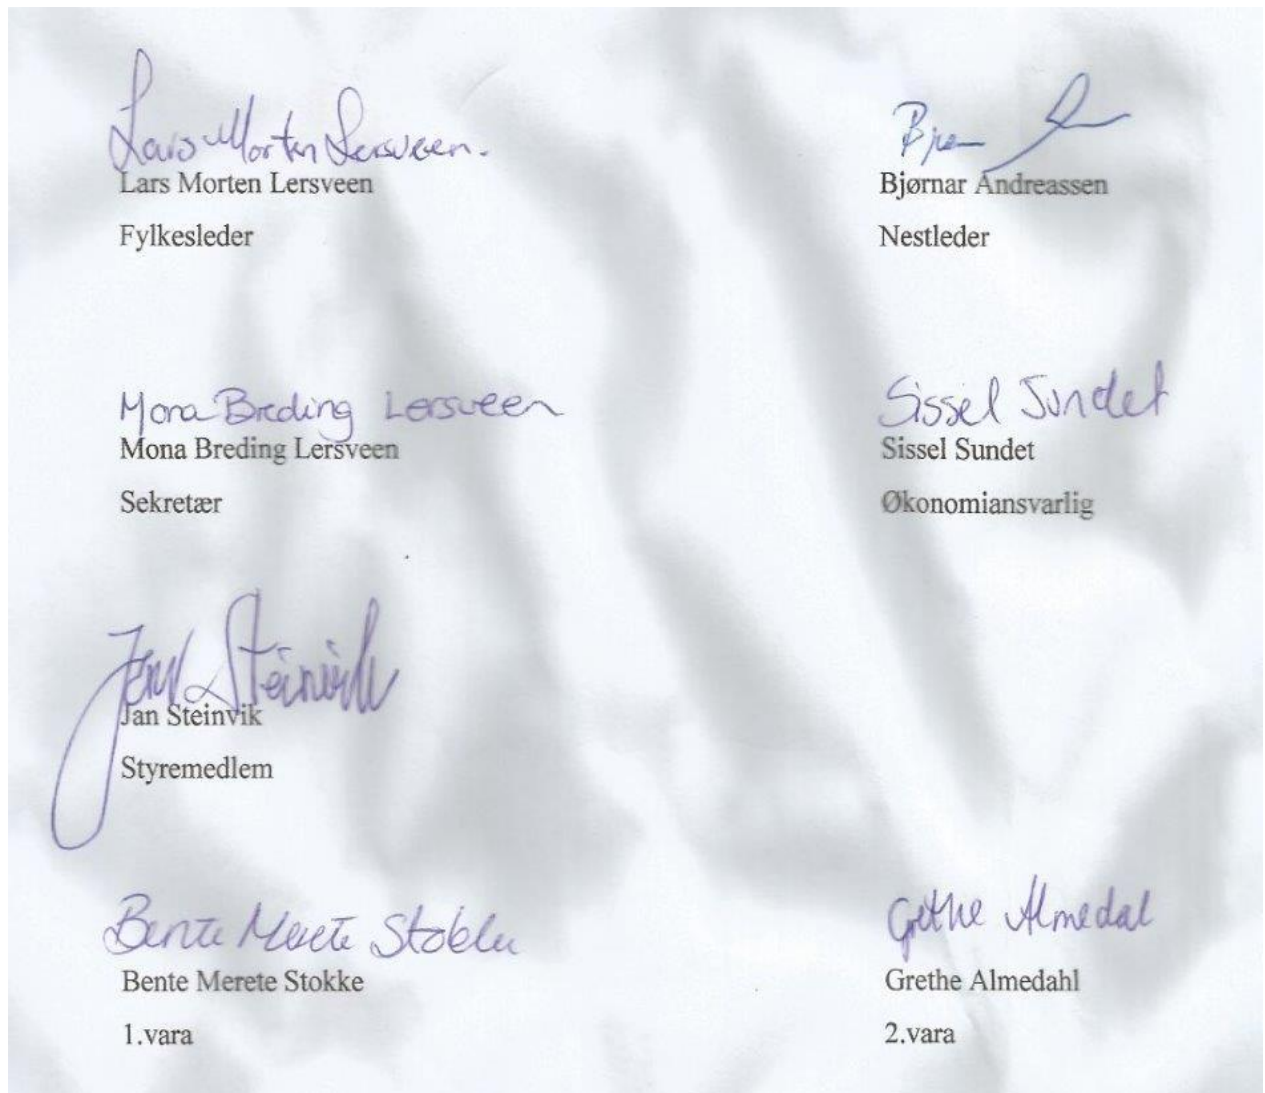 Lars Morten Lersveen.
Lars Morten Lersveen
Fylkesleder
Bjørnar Andreassen
Nestleder
Mona Breding Lersveen
Mona Breding Lersveen
Sekretær
Sissel Sundet
Sissel Sundet
Økonomiansvarlig
Jan Steinvik
Jan Steinvik
Styremedlem
Bente Merete Stokke
Bente Merete Stokke
1.vara
Grethe Almedal
Grethe Almedahl
2.vara